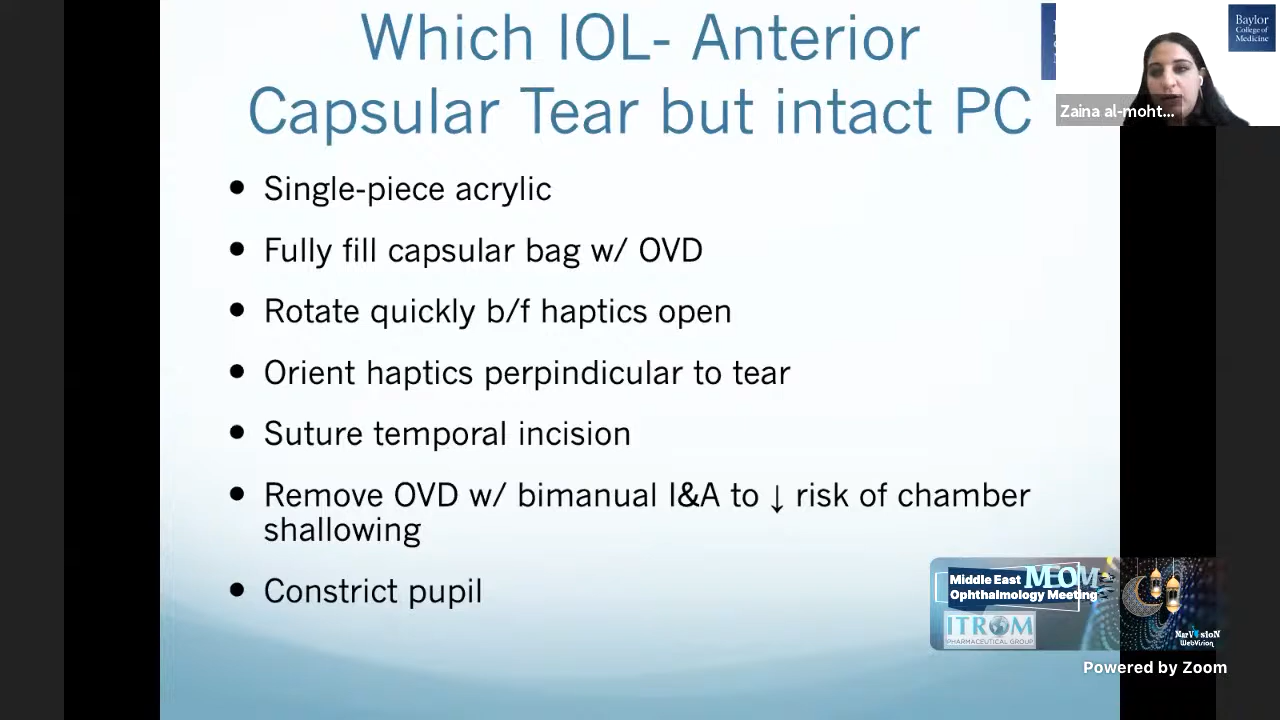 Which IOL- Anterior
Capsular Tear but intact PC
• Single-piece acrylic
• Fully fill capsular bag w/ OVD
• Rotate quickly b/f haptics open
• Orient haptics perpindicular to tear
• Suture temporal incision
• Remove OVD w/ bimanual I&A to ↓ risk of chamber
shallowing
• Constrict pupil
Baylor
College of
Medicine
Zaina al-moht...
Middle East MEOM
Ophthalmology Meeting
ITROM
PHARMACEUTICAL GROUP
NarVision
WebVision
Powered by Zoom